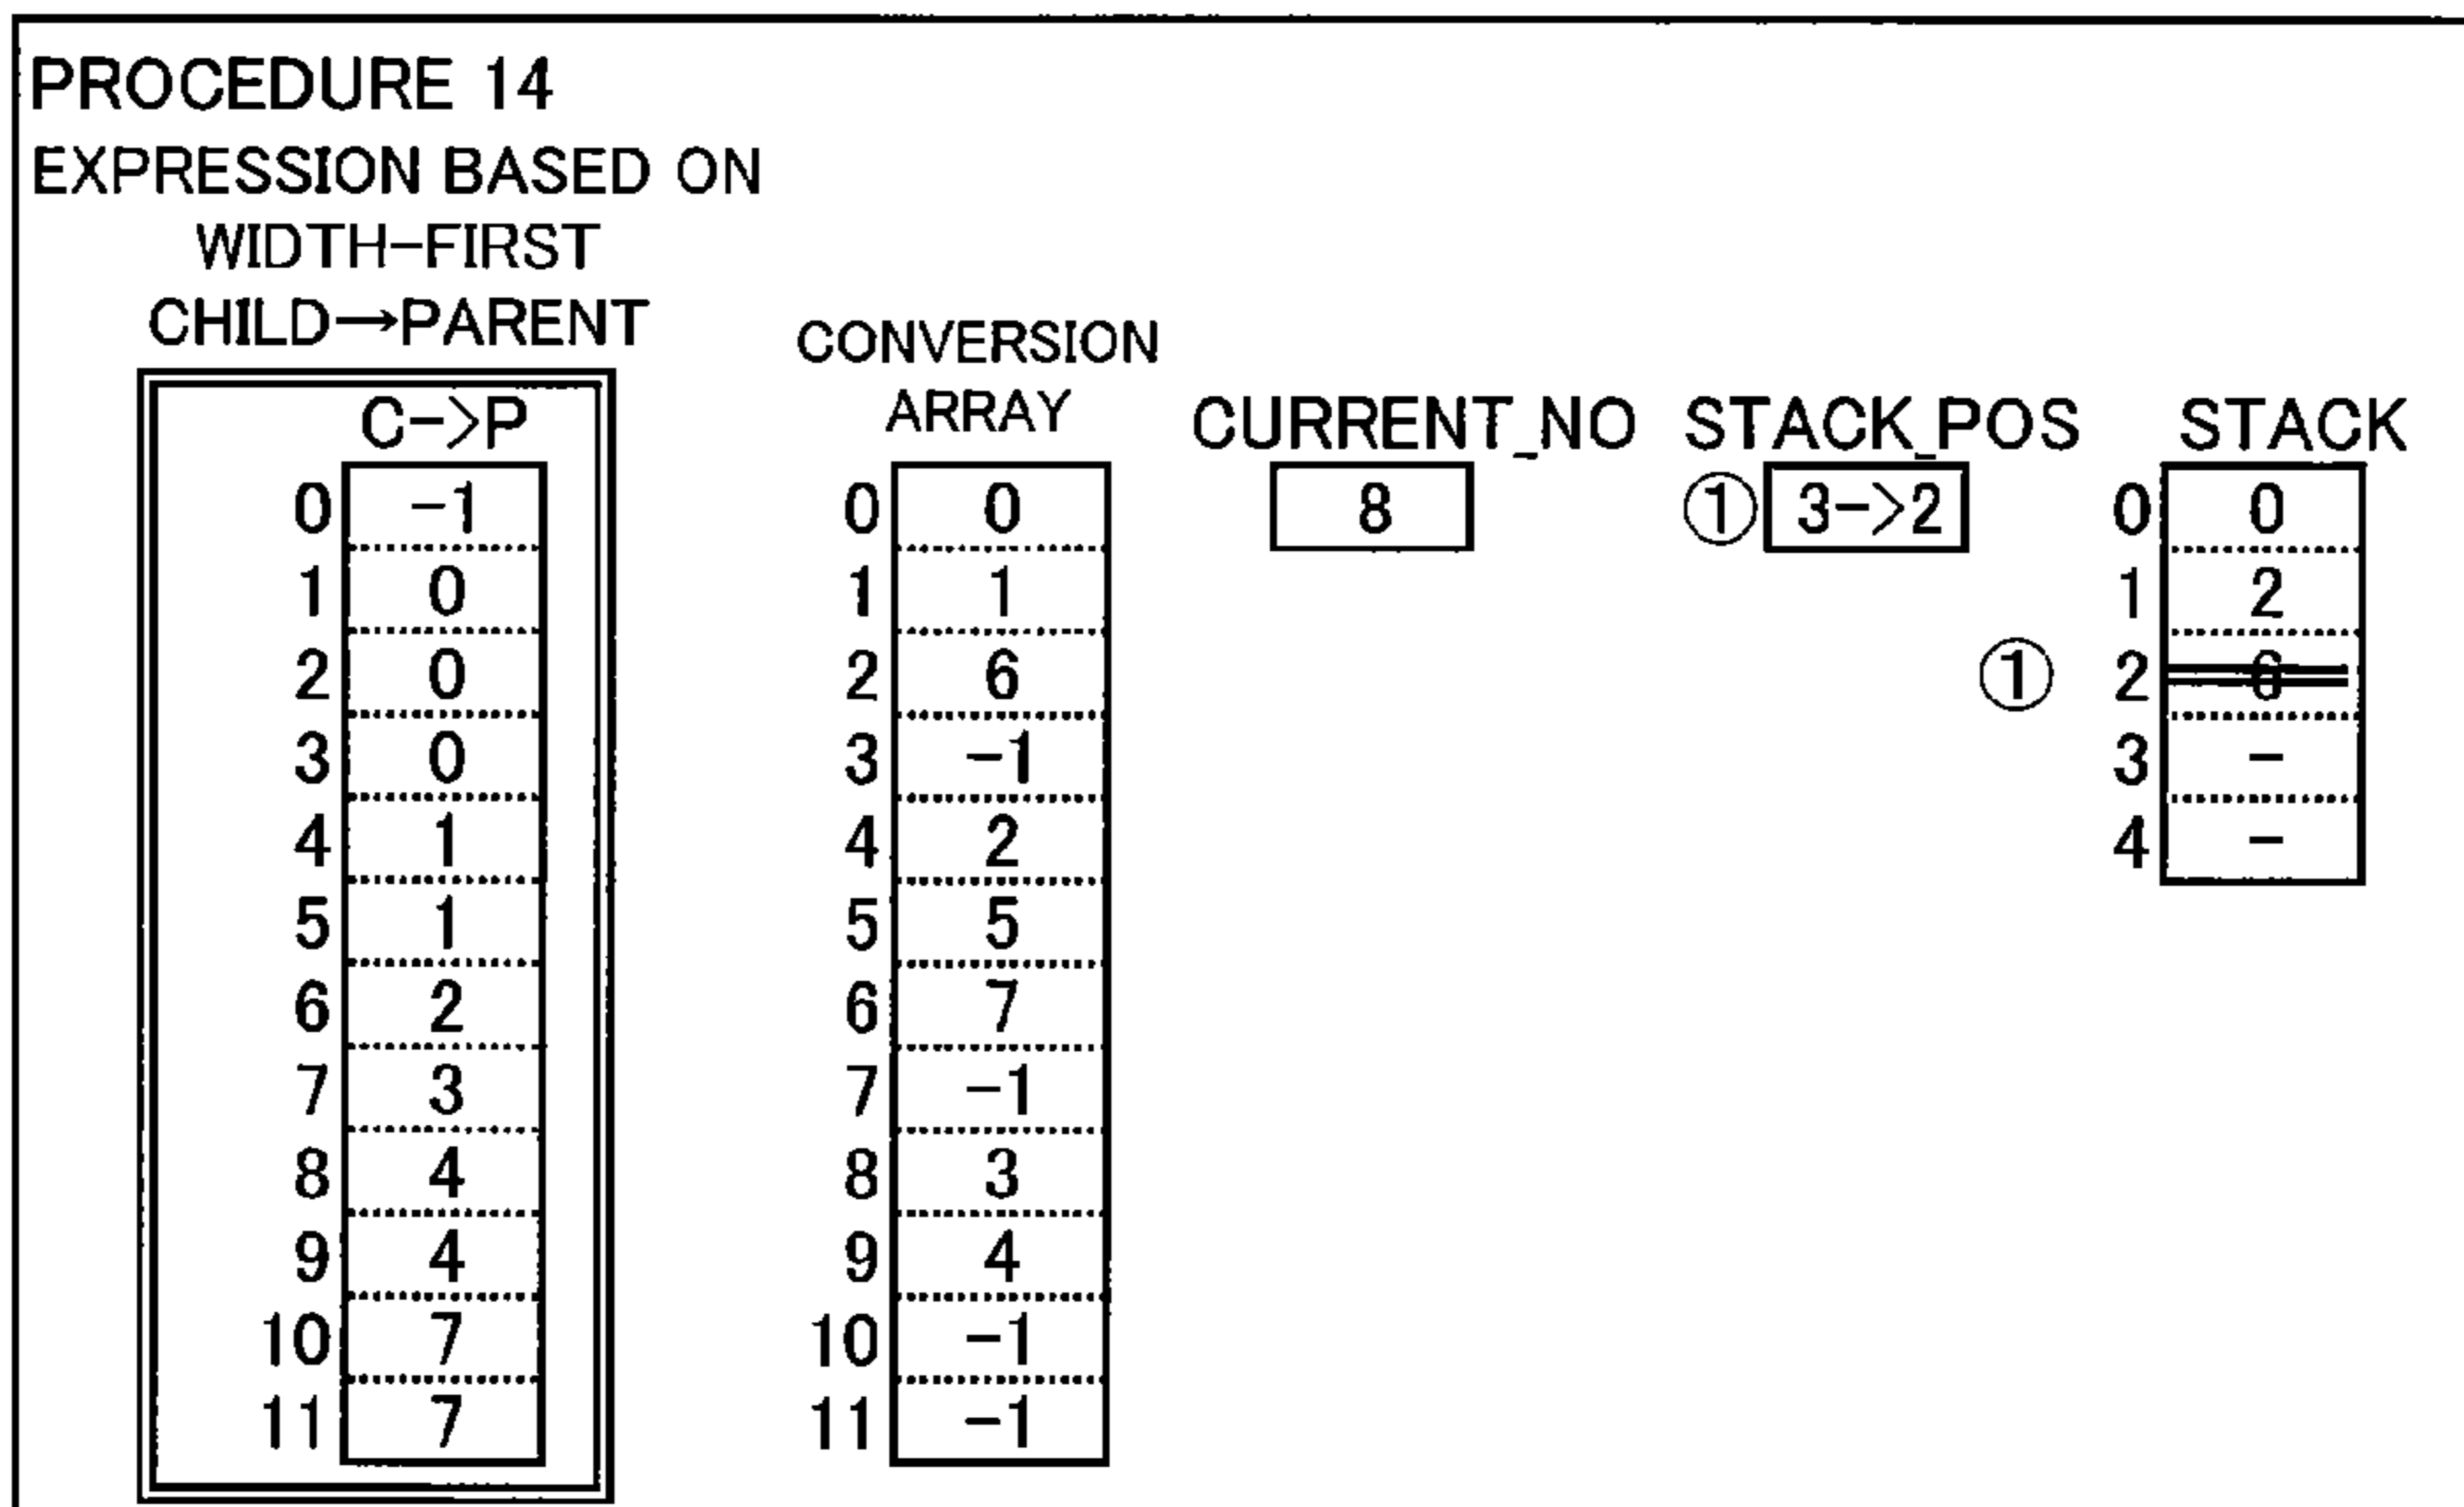 PROCEDURE 14
EXPRESSION BASED ON
WIDTH-FIRST
CHILD→PARENT
CONVERSION
ARRAY
CURRENT_NO STACK_POS STACK
C->P
0 -1 0 0 8 ① 3->2 0 0
1 0 1 1 1 2
2 0 2 6 ① 2 6
3 0 3 -1 3 -
4 1 4 2 4 -
5 1 5 5
6 2 6 7
7 3 7 -1
8 4 8 3
9 4 9 4
10 7 10 -1
11 7 11 -1